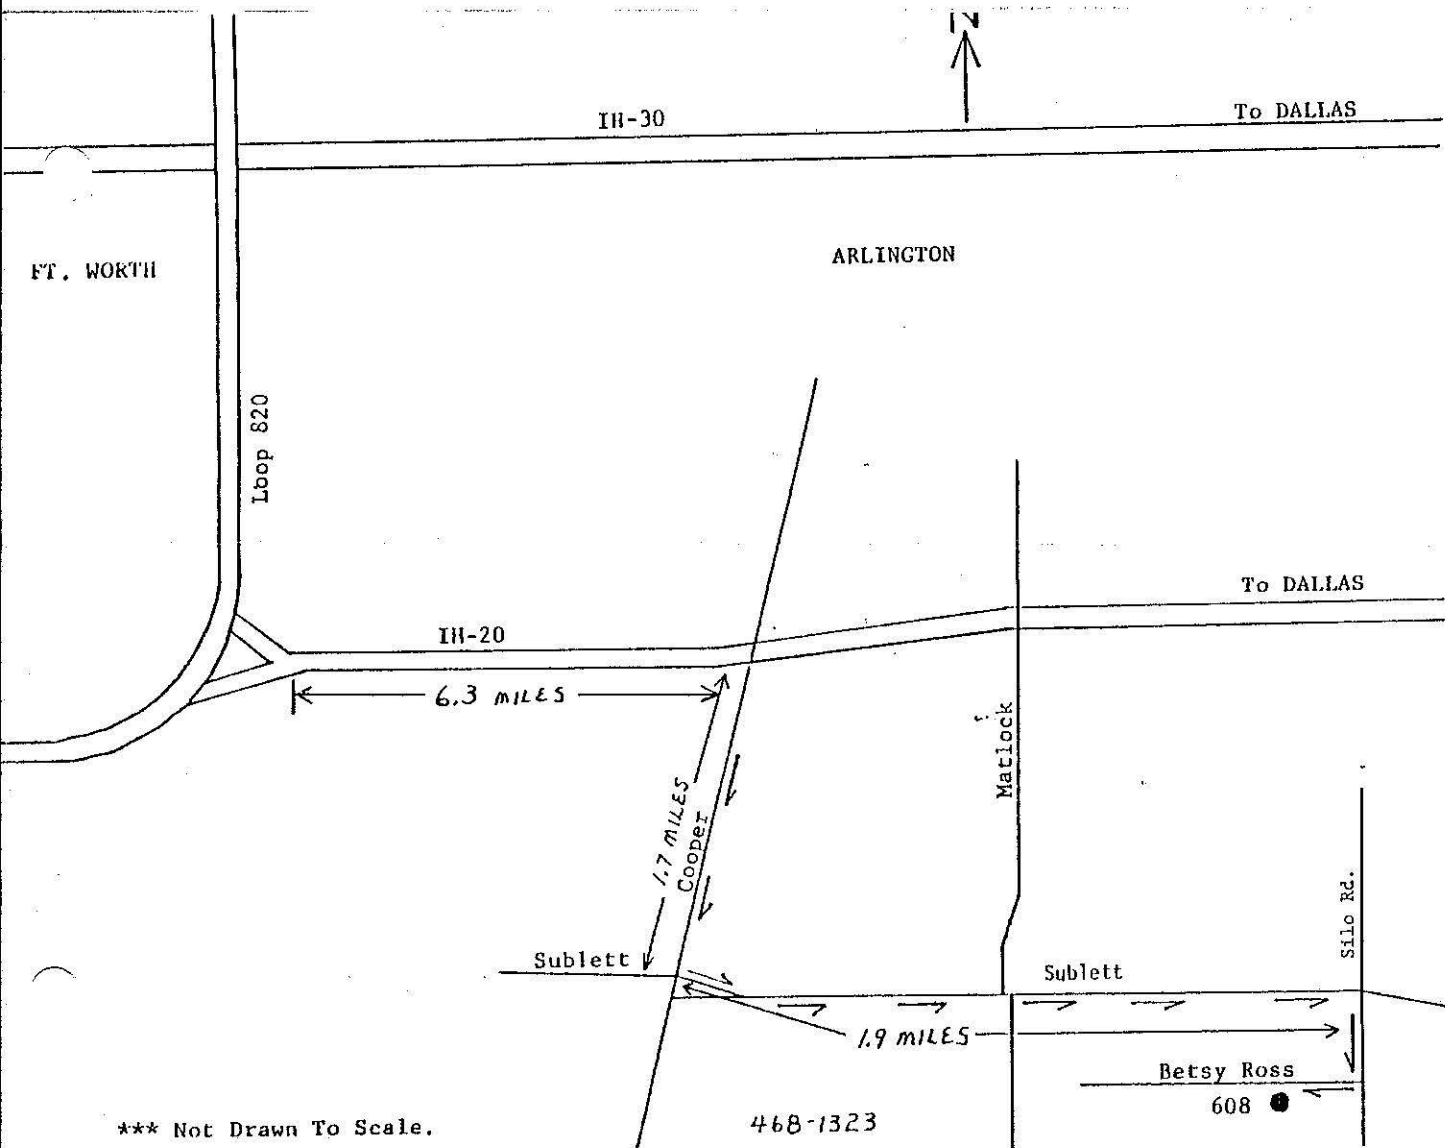 N
IH-30
To DALLAS
FT. WORTH
ARLINGTON
Loop 820
To DALLAS
IH-20
6.3 MILES
Matlock
1.7 MILES
Cooper
Silo Rd.
Sublett
Sublett
1.9 MILES
Betsy Ross
608
*** Not Drawn To Scale.
468-1323